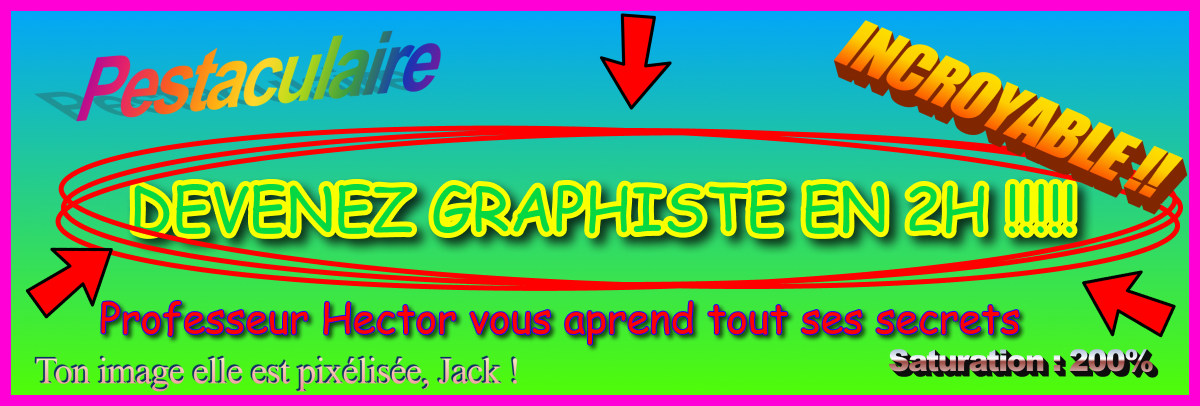 Pestaculaire
INCROYABLE !!
DEVENEZ GRAPHISTE EN 2H !!!!!
Professeur Hector vous aprend tout ses secrets
Ton image elle est pixélisée, Jack !
Saturation : 200%